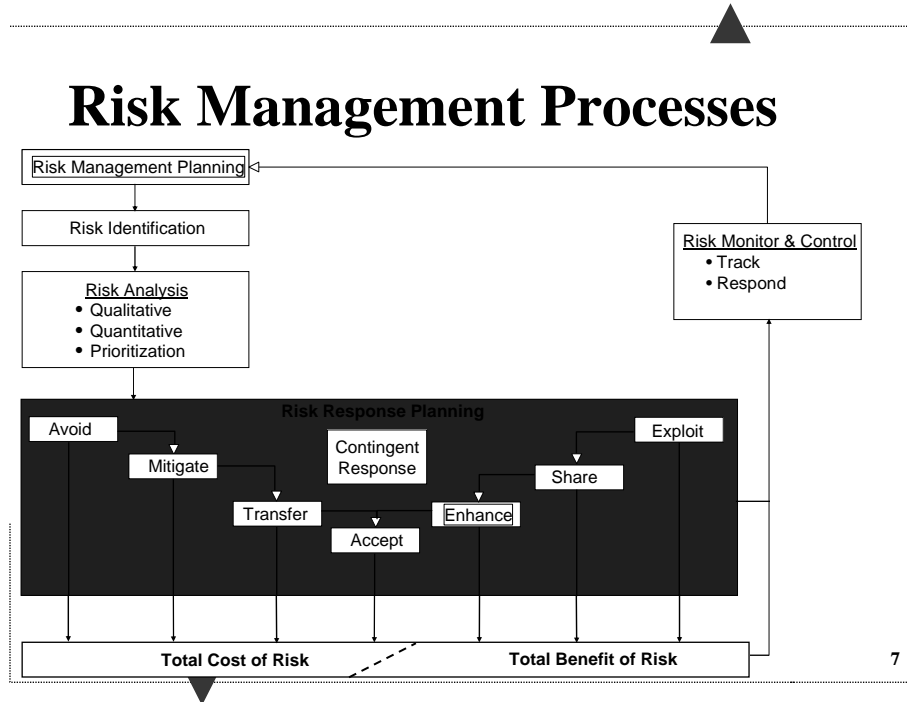 Risk Management Processes
Risk Management Planning
Risk Identification
Risk Analysis
• Qualitative
• Quantitative
• Prioritization
Risk Monitor & Control
• Track
• Respond
Risk Response Planning
Avoid
Mitigate
Transfer
Contingent
Response
Accept
Enhance
Share
Exploit
Total Cost of Risk
Total Benefit of Risk
7